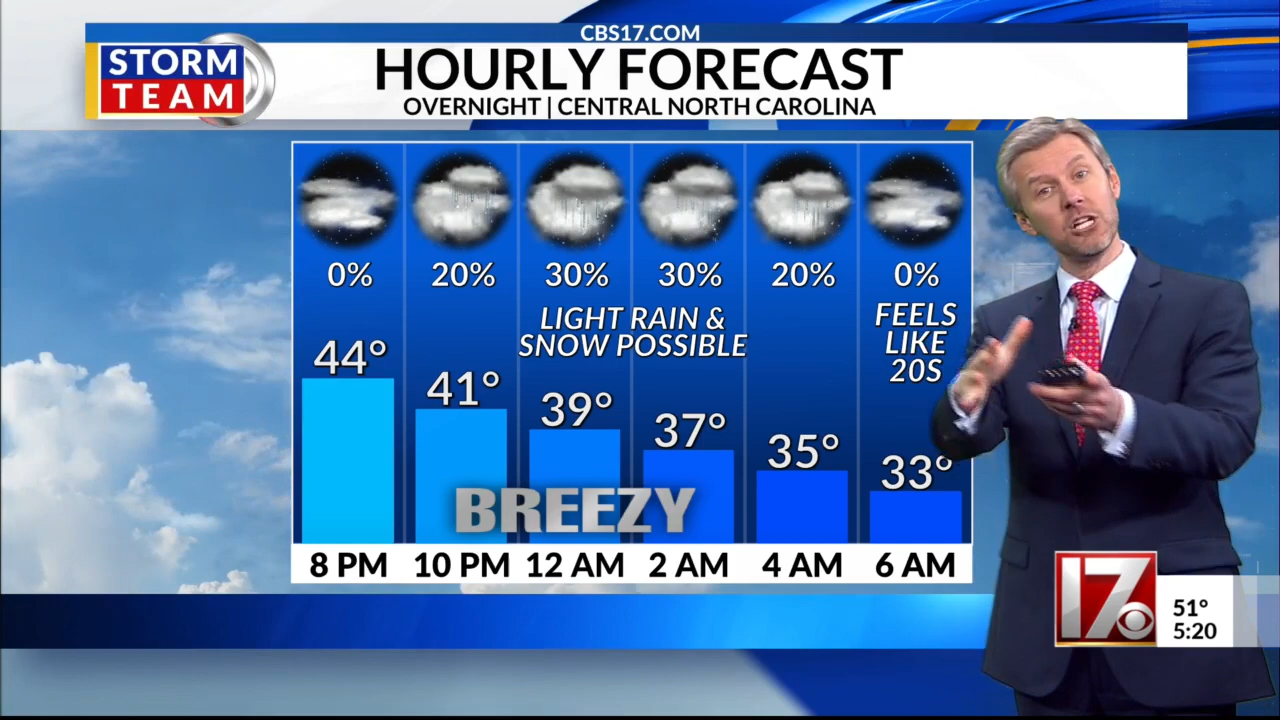 CBS17.COM
STORM
TEAM
HOURLY FORECAST
OVERNIGHT | CENTRAL NORTH CAROLINA
0% 20% 30% 30% 20% 0%
LIGHT RAIN &
SNOW POSSIBLE
FEELS
LIKE
20S
44° 41° 39° 37° 35° 33°
BREEZY
8 PM 10 PM 12 AM 2 AM 4 AM 6 AM
17
51°
5:20